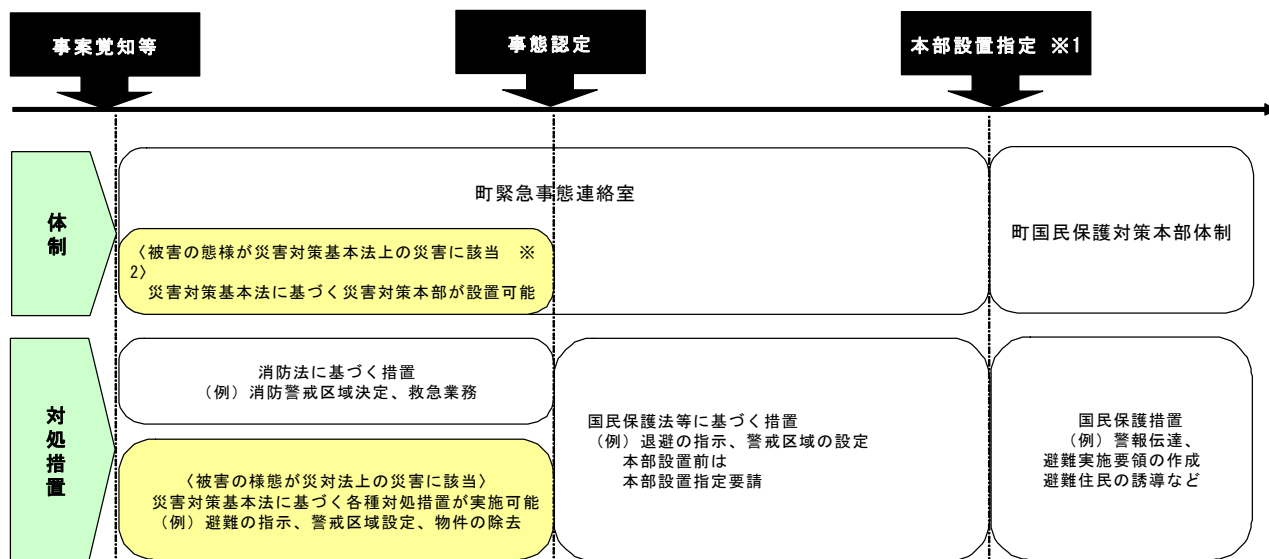 事案覚知等
事態認定
本部設置指定 ※1
体制
町緊急事態連絡室
〈被害の態様が災害対策基本法上の災害に該当 ※
2〉
災害対策基本法に基づく災害対策本部が設置可能
町国民保護対策本部体制
対処措置
消防法に基づく措置
(例)消防警戒区域決定、救急業務
〈被害の様態が災対法上の災害に該当〉
災害対策基本法に基づく各種対処措置が実施可能
(例)避難の指示、警戒区域設定、物件の除去
国民保護法等に基づく措置
(例)退避の指示、警戒区域の設定
本部設置前は
本部設置指定要請
国民保護措置
(例)警報伝達、
避難実施要領の作成
避難住民の誘導など